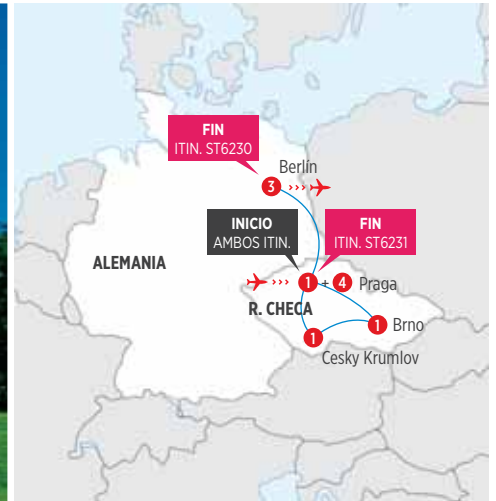 FIN
ITIN. ST6230
Berlín
3
INICIO
AMBOS ITIN.
FIN
ITIN. ST6231
ALEMANIA
1 + 4 Praga
R. CHECA
1 Brno
1
Cesky Krumlov